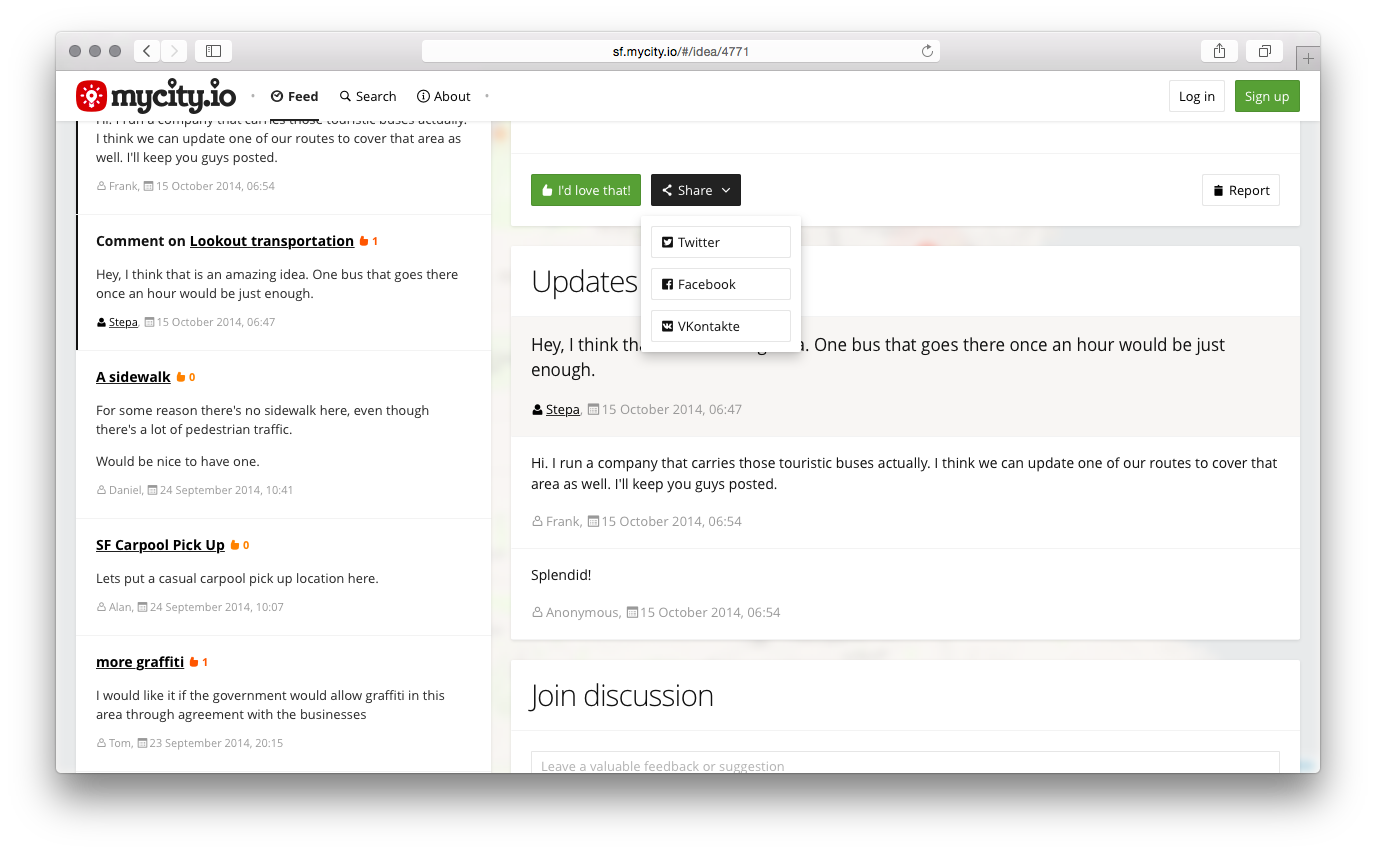 sf.mycity.io/#/idea/4771
mycity.io
Feed
Search
About
Log in
Sign up
Hi. I run a company that carries those touristic buses actually.
I think we can update one of our routes to cover that area as
well. I'll keep you guys posted.
Frank, 15 October 2014, 06:54
Comment on Lookout transportation 1
Hey, I think that is an amazing idea. One bus that goes there
once an hour would be just enough.
Stepa, 15 October 2014, 06:47
A sidewalk 0
For some reason there's no sidewalk here, even though
there's a lot of pedestrian traffic.
Would be nice to have one.
Daniel, 24 September 2014, 10:41
SF Carpool Pick Up 0
Lets put a casual carpool pick up location here.
Alan, 24 September 2014, 10:07
more graffiti 1
I would like it if the government would allow graffiti in this
area through agreement with the businesses
Tom, 23 September 2014, 20:15
I'd love that!
Share
Report
Twitter
Facebook
VKontakte
Updates
Hey, I think a. One bus that goes there once an hour would be just
enough.
Stepa, 15 October 2014, 06:47
Hi. I run a company that carries those touristic buses actually. I think we can update one of our routes to cover that
area as well. I'll keep you guys posted.
Frank, 15 October 2014, 06:54
Splendid!
Anonymous, 15 October 2014, 06:54
Join discussion
Leave a valuable feedback or suggestion